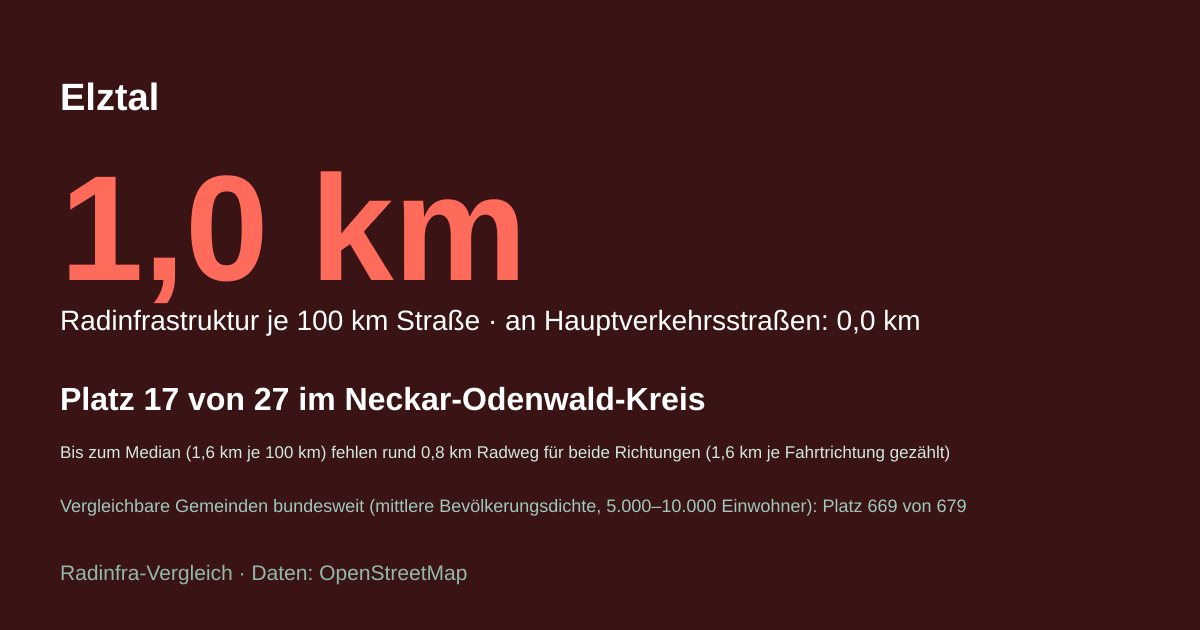 Elztal
1,0 km
Radinfrastruktur je 100 km Straße · an Hauptverkehrsstraßen: 0,0 km
Platz 17 von 27 im Neckar-Odenwald-Kreis
Bis zum Median (1,6 km je 100 km) fehlen rund 0,8 km Radweg für beide Richtungen (1,6 km je Fahrtrichtung gezählt)
Vergleichbare Gemeinden bundesweit (mittlere Bevölkerungsdichte, 5.000–10.000 Einwohner): Platz 669 von 679
Radinfra-Vergleich · Daten: OpenStreetMap